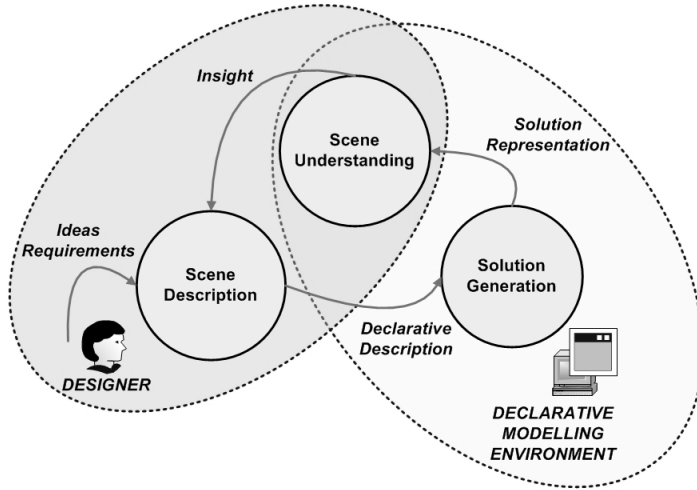 Insight
Scene
Understanding
Solution
Representation
Ideas
Requirements
Scene
Description
Solution
Generation
Declarative
Description
DESIGNER
DECLARATIVE
MODELLING
ENVIRONMENT